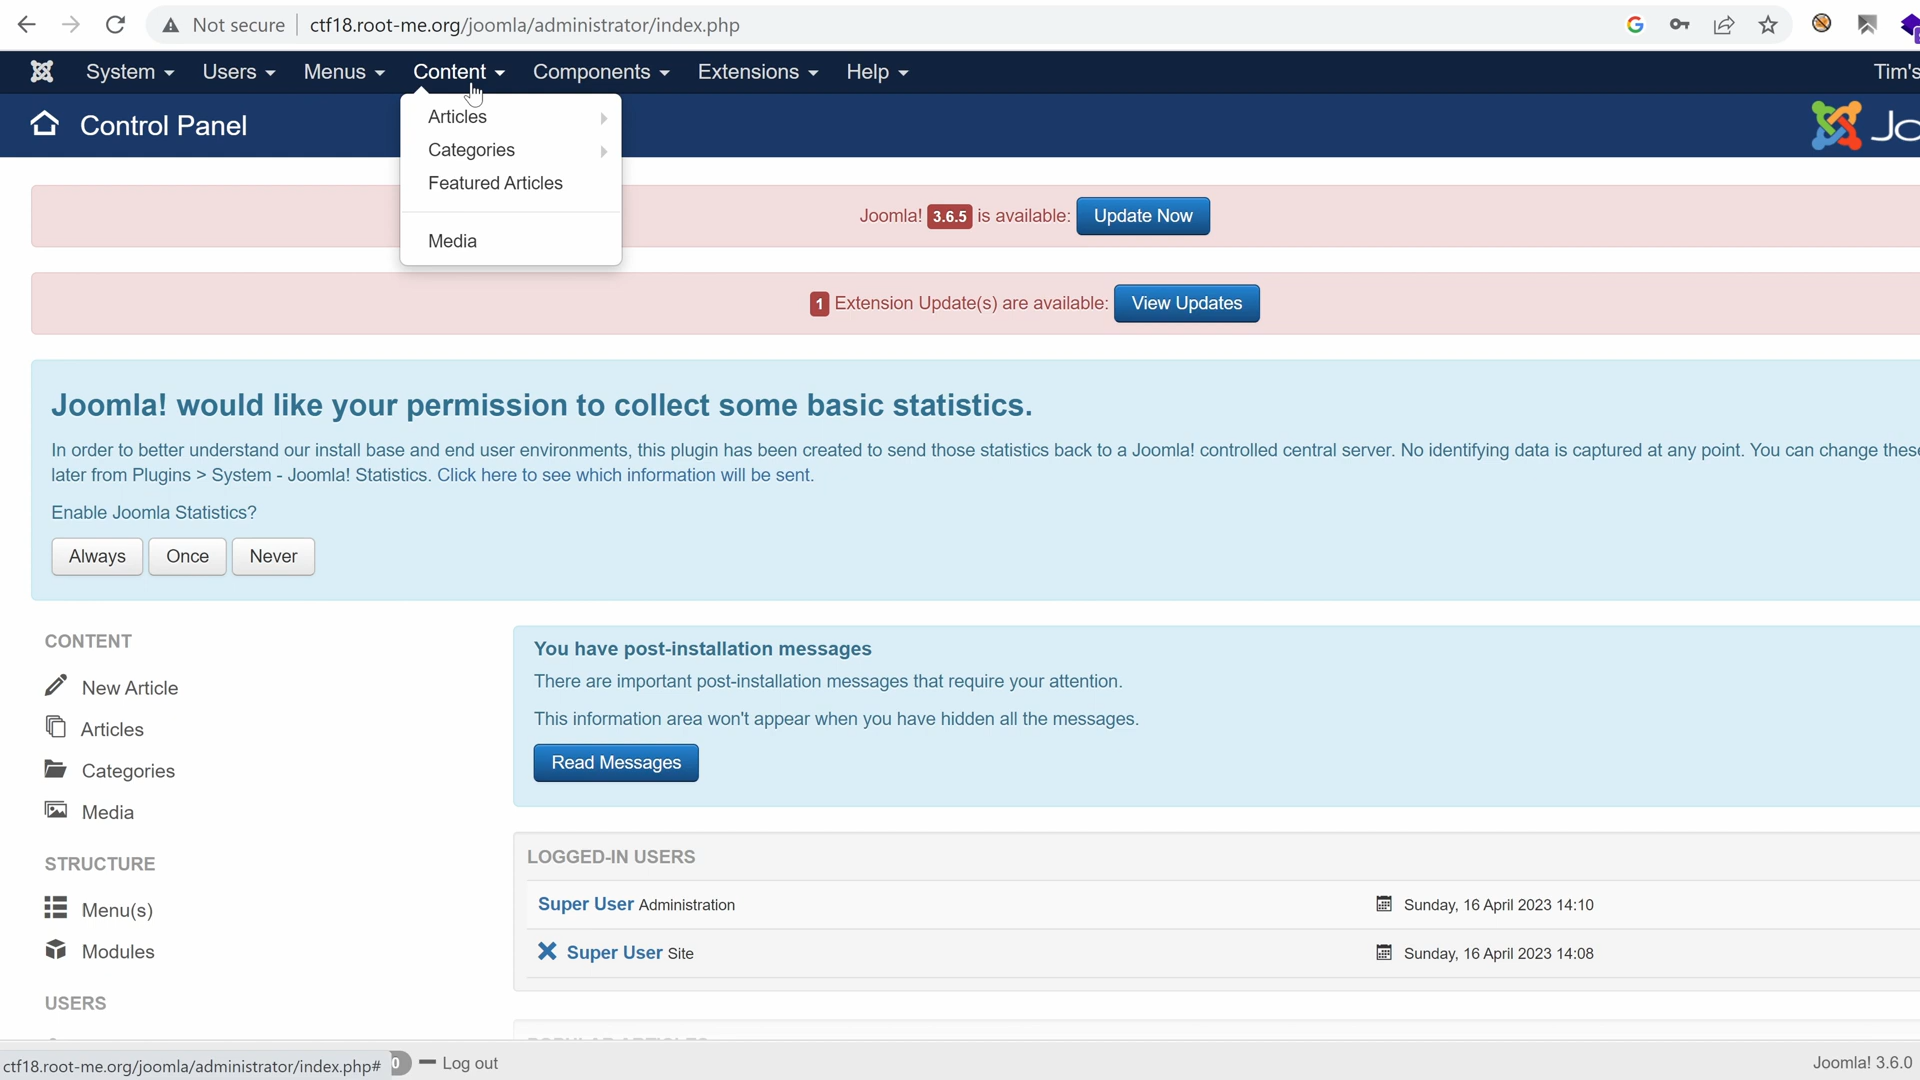 Not secure
ctf18.root-me.org/joomla/administrator/index.php
System Users Menus Content Components Extensions Help Tim's
Control Panel
Articles
Categories
Featured Articles
Media
Joomla! 3.6.5 is available: Update Now
1 Extension Update(s) are available: View Updates
Joomla! would like your permission to collect some basic statistics.
In order to better understand our install base and end user environments, this plugin has been created to send those statistics back to a Joomla! controlled central server. No identifying data is captured at any point. You can change these
later from Plugins > System - Joomla! Statistics. Click here to see which information will be sent.
Enable Joomla Statistics?
Always Once Never
CONTENT
New Article
Articles
Categories
Media
STRUCTURE
Menu(s)
Modules
USERS
You have post-installation messages
There are important post-installation messages that require your attention.
This information area won't appear when you have hidden all the messages.
Read Messages
LOGGED-IN USERS
Super User Administration Sunday, 16 April 2023 14:10
Super User Site Sunday, 16 April 2023 14:08
ctf18.root-me.org/joomla/administrator/index.php# 0 Log out
Joomla! 3.6.0